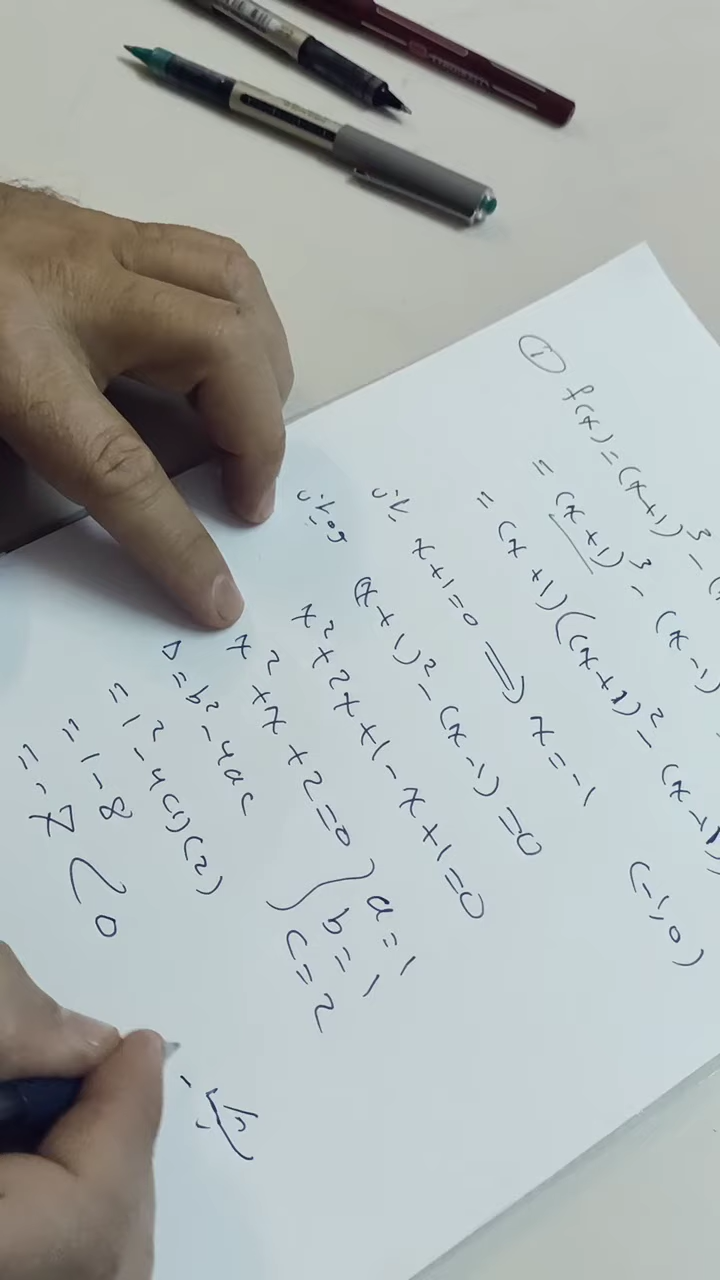 ① f(x) = (x+1)³ - (x
= (x+1)³ - (x-1)
= (x+1)((x+1)² - (x+1)
إما x+1=0 ⟹ x=-1 (-1,0)
(x+1)² - (x-1) = 0
x²+2x+1-x+1=0
x²+x+2=0 a=1
b=1
c=2
Δ=b²-4ac
=1²-4(1)(2)
=1-8
=-7 <0